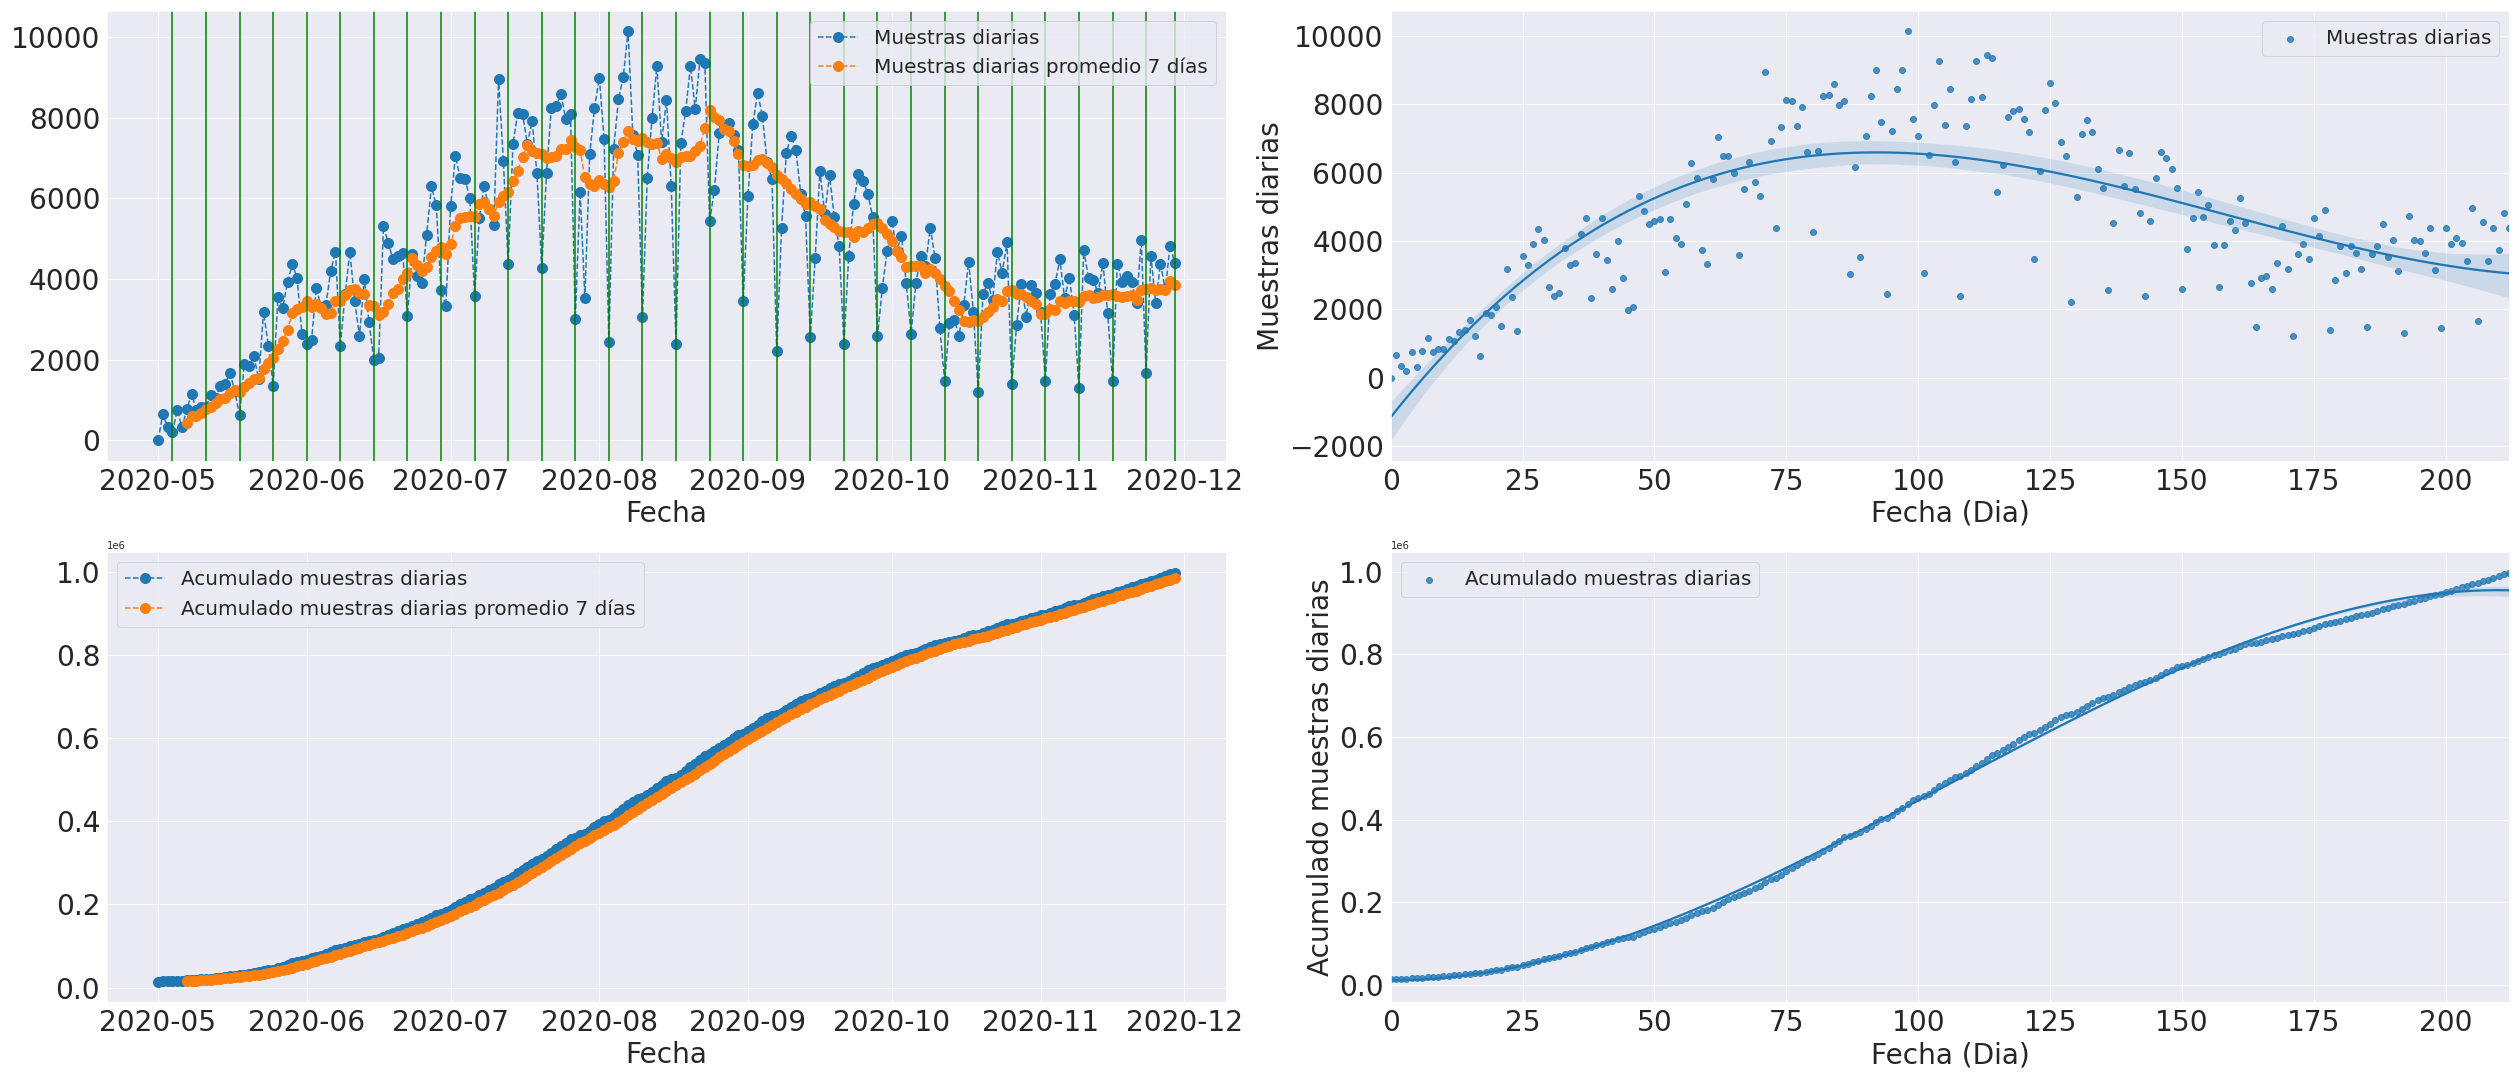 10000
8000
6000
4000
2000
0
Muestras diarias
Muestras diarias promedio 7 días
2020-05 2020-06 2020-07 2020-08 2020-09 2020-10 2020-11 2020-12
Fecha
Muestras diarias
10000
8000
6000
4000
2000
0
−2000
Muestras diarias
0 25 50 75 100 125 150 175 200
Fecha (Dia)
1e6
1.0
0.8
0.6
0.4
0.2
0.0
Acumulado muestras diarias
Acumulado muestras diarias promedio 7 días
2020-05 2020-06 2020-07 2020-08 2020-09 2020-10 2020-11 2020-12
Fecha
Acumulado muestras diarias
1e6
1.0
0.8
0.6
0.4
0.2
0.0
Acumulado muestras diarias
0 25 50 75 100 125 150 175 200
Fecha (Dia)